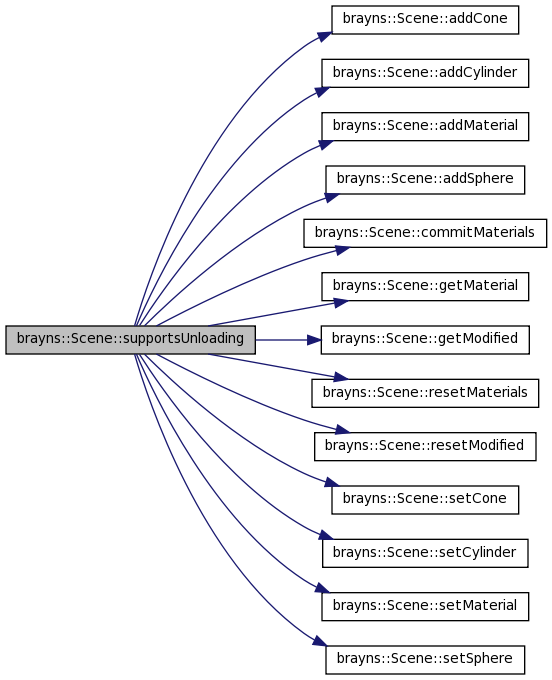 brayns::Scene::addCone
brayns::Scene::addCylinder
brayns::Scene::addMaterial
brayns::Scene::addSphere
brayns::Scene::commitMaterials
brayns::Scene::getMaterial
brayns::Scene::supportsUnloading
brayns::Scene::getModified
brayns::Scene::resetMaterials
brayns::Scene::resetModified
brayns::Scene::setCone
brayns::Scene::setCylinder
brayns::Scene::setMaterial
brayns::Scene::setSphere